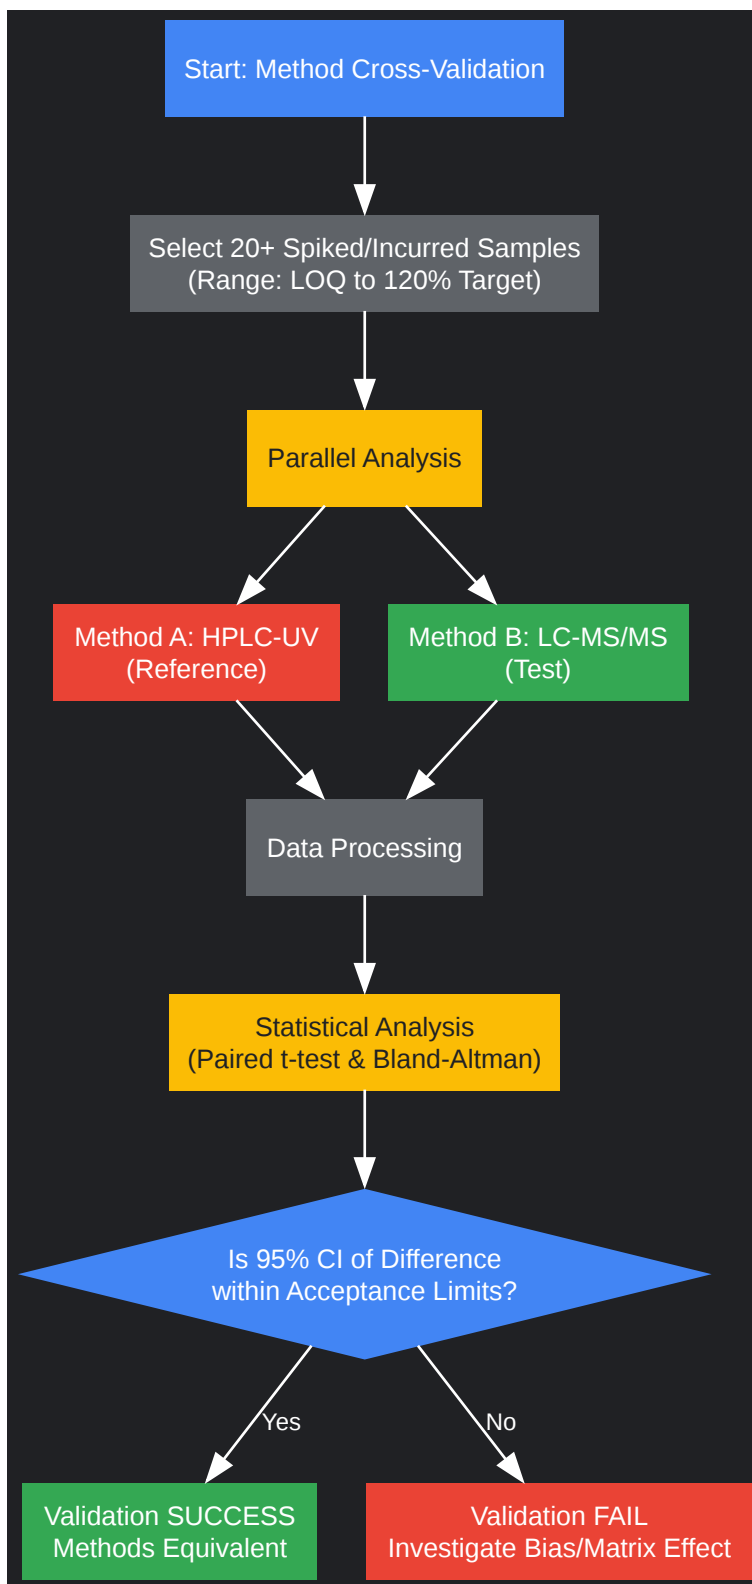 Start: Method Cross-Validation
Select 20+ Spiked/Incurred Samples
(Range: LOQ to 120% Target)
Parallel Analysis
Method A: HPLC-UV
(Reference)
Method B: LC-MS/MS
(Test)
Data Processing
Statistical Analysis
(Paired t-test & Bland-Altman)
Is 95% CI of Difference
within Acceptance Limits?
Yes
No
Validation SUCCESS
Methods Equivalent
Validation FAIL
Investigate Bias/Matrix Effect